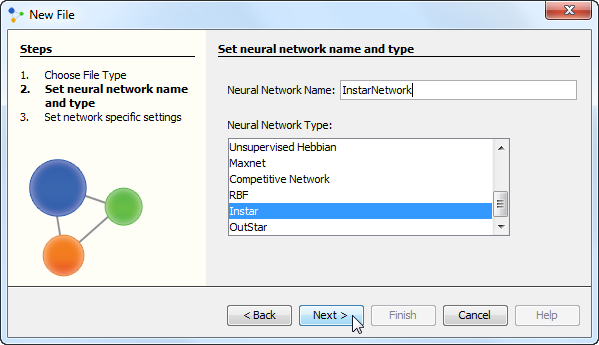 New File
Steps
1. Choose File Type
2. Set neural network name
and type
3. Set network specific settings
Set neural network name and type
Neural Network Name: InstarNetwork
Neural Network Type:
Unsupervised Hebbian
Maxnet
Competitive Network
RBF
Instar
OutStar
< Back Next > Finish Cancel Help